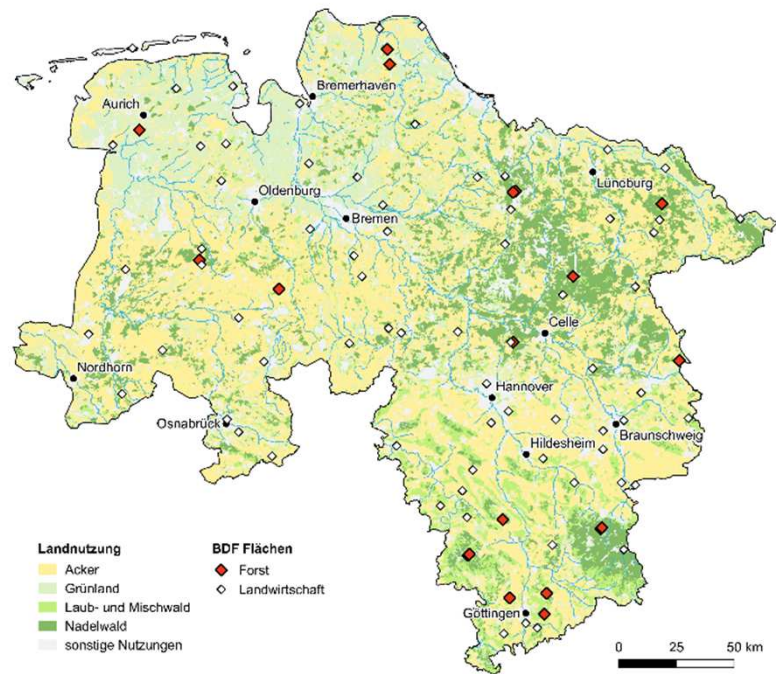 Bremerhaven
Aurich
Lüneburg
Oldenburg
Bremen
Celle
Nordhorn
Hannover
Osnabrück
Braunschweig
Hildesheim
Göttingen
Landnutzung
Acker
Grünland
Laub- und Mischwald
Nadelwald
sonstige Nutzungen
BDF Flächen
Forst
Landwirtschaft
0 25 50 km